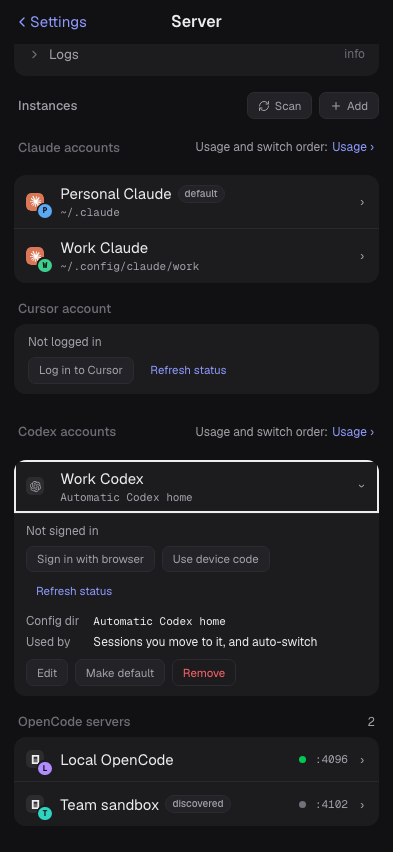 Settings
Server
Logs info
Instances Scan Add
Claude accounts Usage and switch order: Usage ›
Personal Claude default
P ~/.claude
Work Claude
W ~/.config/claude/work
Cursor account
Not logged in
Log in to Cursor Refresh status
Codex accounts Usage and switch order: Usage ›
Work Codex
Automatic Codex home
Not signed in
Sign in with browser Use device code
Refresh status
Config dir Automatic Codex home
Used by Sessions you move to it, and auto-switch
Edit Make default Remove
OpenCode servers 2
Local OpenCode :4096
L
Team sandbox discovered :4102
T